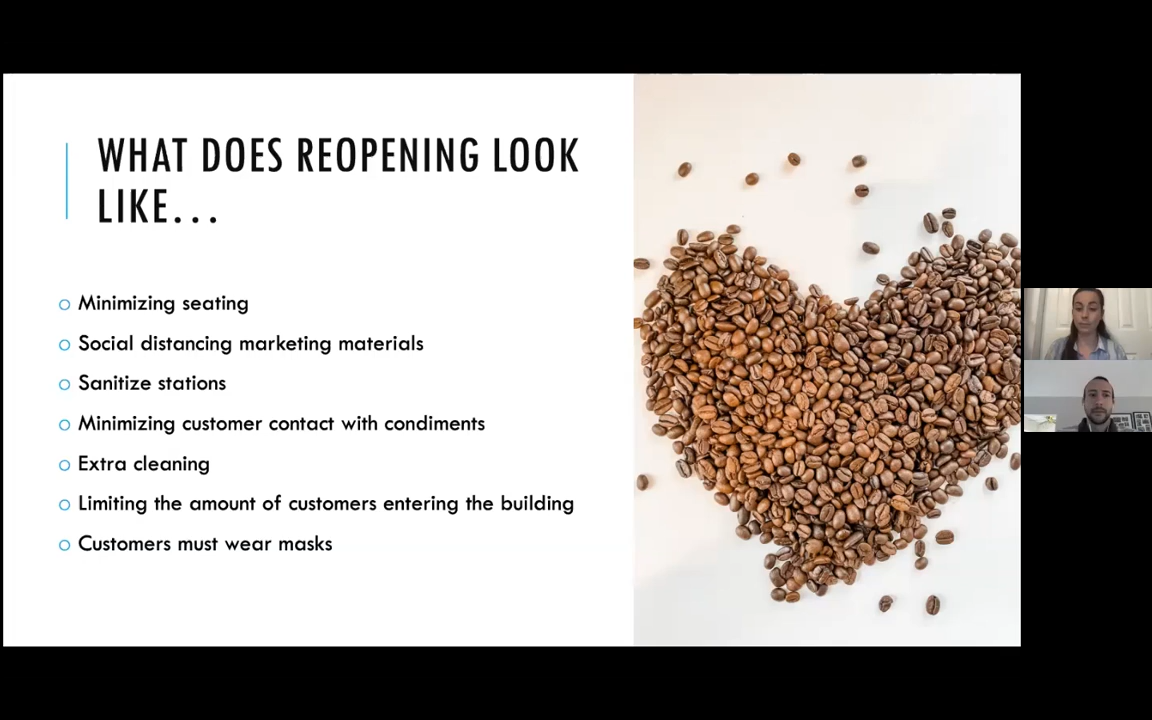 WHAT DOES REOPENING LOOK
LIKE...
o Minimizing seating
o Social distancing marketing materials
o Sanitize stations
o Minimizing customer contact with condiments
o Extra cleaning
o Limiting the amount of customers entering the building
o Customers must wear masks